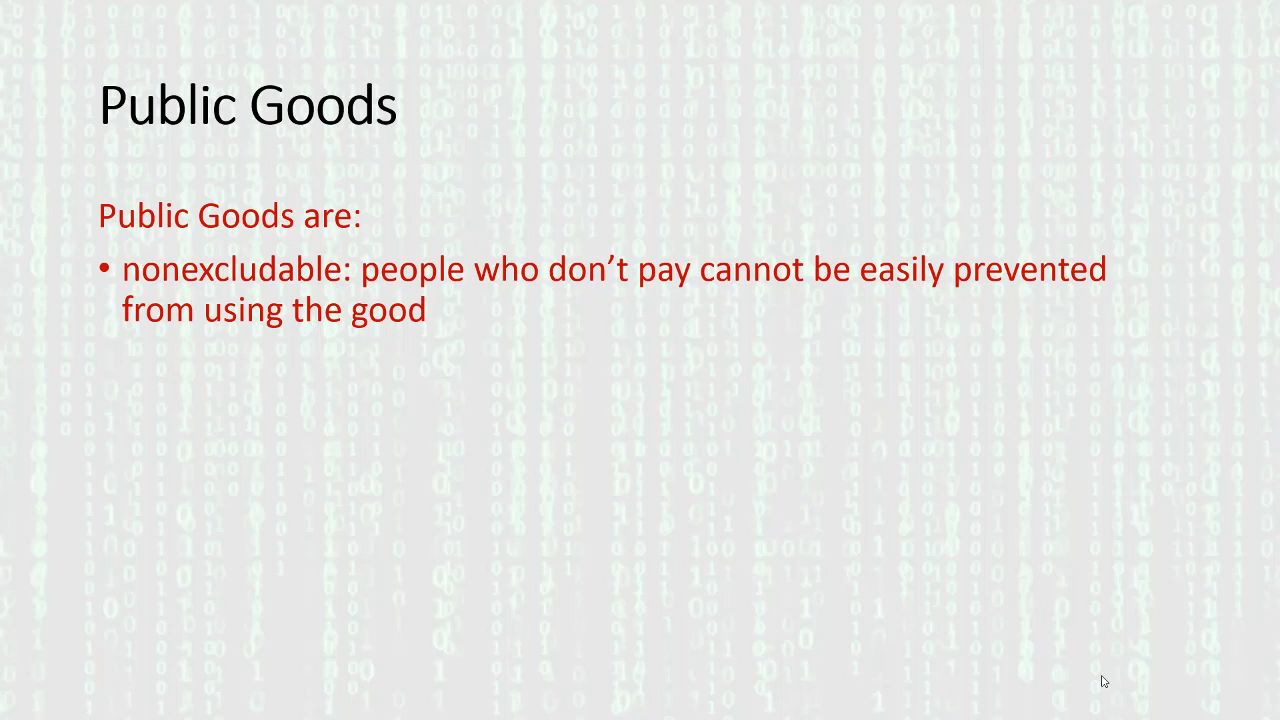 Public Goods
Public Goods are:
• nonexcludable: people who don’t pay cannot be easily prevented
from using the good